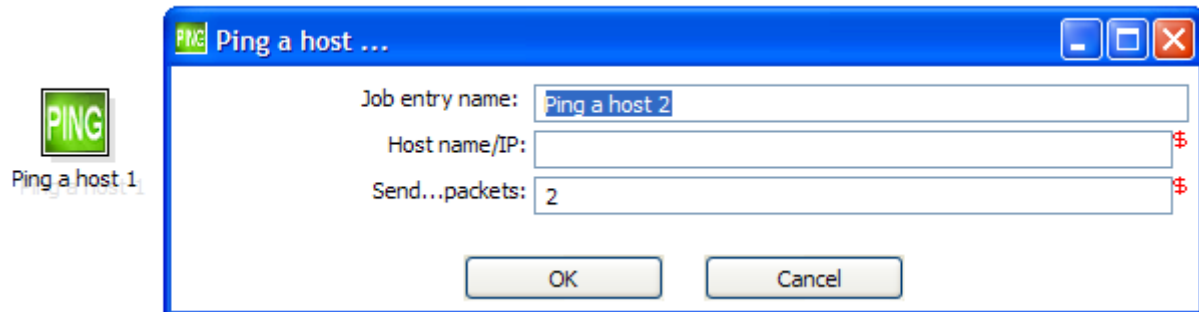 PING Ping a host ...
Job entry name: Ping a host 2
PING
Host name/IP: $
Ping a host 1
Send...packets: 2 $
OK Cancel